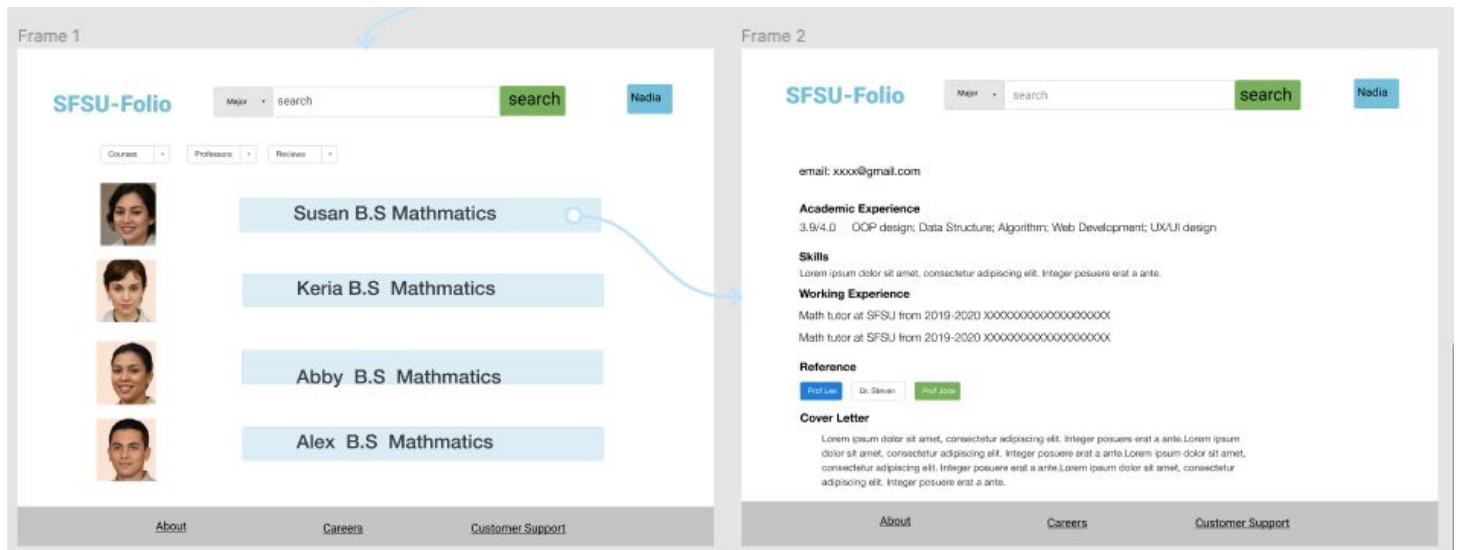 Frame 1
SFSU-Folio
Major
search
search
Nadia
Courses
Professors
Reviews
Susan B.S Mathmatics
Keria B.S Mathmatics
Abby B.S Mathmatics
Alex B.S Mathmatics
About
Careers
Customer Support
Frame 2
SFSU-Folio
Major
search
search
Nadia
email: xxxx@gmail.com
Academic Experience
3.9/4.0 OOP design; Data Structure; Algorithm; Web Development; UX/UI design
Skills
Lorem ipsum dolor sit amet, consectetur adipiscing elit. Integer posuere erat a ante.
Working Experience
Math tutor at SFSU from 2019-2020 XXXXXXXXXXXXXXXXXXX
Math tutor at SFSU from 2019-2020 XXXXXXXXXXXXXXXXXXX
Reference
Prof Lee
Dr. Steven
Prof Jose
Cover Letter
Lorem ipsum dolor sit amet, consectetur adipiscing elit. Integer posuere erat a ante.Lorem ipsum
dolor sit amet, consectetur adipiscing elit. Integer posuere erat a ante.Lorem ipsum dolor sit amet,
consectetur adipiscing elit. Integer posuere erat a ante.Lorem ipsum dolor sit amet, consectetur
adipiscing elit. Integer posuere erat a ante.
About
Careers
Customer Support